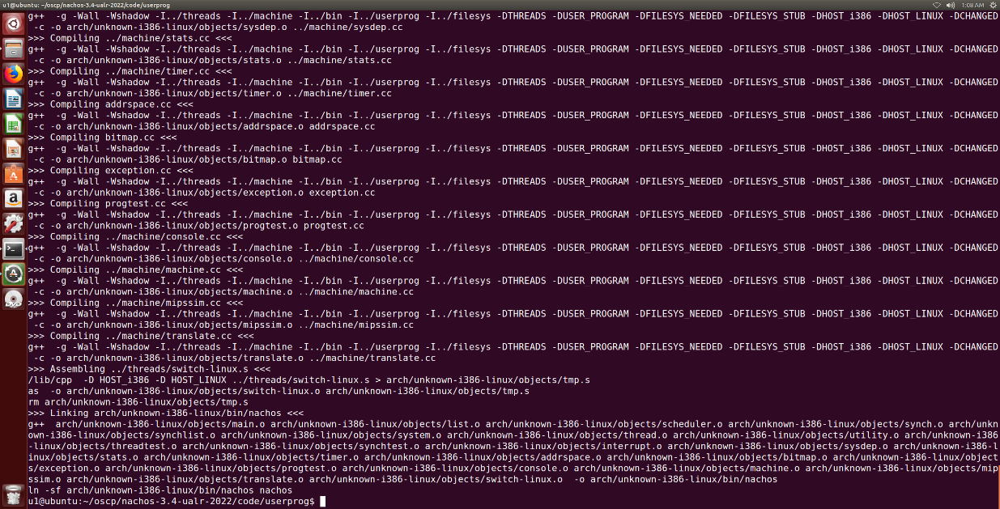 u1@ubuntu: ~/oscp/nachos-3.4-ualr-2022/code/userprog
1:08 AM
g++  -g -Wall -Wshadow -I../threads -I../machine -I../bin -I../userprog -I../filesys -DTHREADS -DUSER_PROGRAM -DFILESYS_NEEDED -DFILESYS_STUB -DHOST_i386 -DHOST_LINUX -DCHANGED
 -c -o arch/unknown-i386-linux/objects/sysdep.o ../machine/sysdep.cc
>>> Compiling ../machine/stats.cc <<<
g++  -g -Wall -Wshadow -I../threads -I../machine -I../bin -I../userprog -I../filesys -DTHREADS -DUSER_PROGRAM -DFILESYS_NEEDED -DFILESYS_STUB -DHOST_i386 -DHOST_LINUX -DCHANGED
 -c -o arch/unknown-i386-linux/objects/stats.o ../machine/stats.cc
>>> Compiling ../machine/timer.cc <<<
g++  -g -Wall -Wshadow -I../threads -I../machine -I../bin -I../userprog -I../filesys -DTHREADS -DUSER_PROGRAM -DFILESYS_NEEDED -DFILESYS_STUB -DHOST_i386 -DHOST_LINUX -DCHANGED
 -c -o arch/unknown-i386-linux/objects/timer.o ../machine/timer.cc
>>> Compiling addrspace.cc <<<
g++  -g -Wall -Wshadow -I../threads -I../machine -I../bin -I../userprog -I../filesys -DTHREADS -DUSER_PROGRAM -DFILESYS_NEEDED -DFILESYS_STUB -DHOST_i386 -DHOST_LINUX -DCHANGED
 -c -o arch/unknown-i386-linux/objects/addrspace.o addrspace.cc
>>> Compiling bitmap.cc <<<
g++  -g -Wall -Wshadow -I../threads -I../machine -I../bin -I../userprog -I../filesys -DTHREADS -DUSER_PROGRAM -DFILESYS_NEEDED -DFILESYS_STUB -DHOST_i386 -DHOST_LINUX -DCHANGED
 -c -o arch/unknown-i386-linux/objects/bitmap.o bitmap.cc
>>> Compiling exception.cc <<<
g++  -g -Wall -Wshadow -I../threads -I../machine -I../bin -I../userprog -I../filesys -DTHREADS -DUSER_PROGRAM -DFILESYS_NEEDED -DFILESYS_STUB -DHOST_i386 -DHOST_LINUX -DCHANGED
 -c -o arch/unknown-i386-linux/objects/exception.o exception.cc
>>> Compiling progtest.cc <<<
g++  -g -Wall -Wshadow -I../threads -I../machine -I../bin -I../userprog -I../filesys -DTHREADS -DUSER_PROGRAM -DFILESYS_NEEDED -DFILESYS_STUB -DHOST_i386 -DHOST_LINUX -DCHANGED
 -c -o arch/unknown-i386-linux/objects/progtest.o progtest.cc
>>> Compiling ../machine/console.cc <<<
g++  -g -Wall -Wshadow -I../threads -I../machine -I../bin -I../userprog -I../filesys -DTHREADS -DUSER_PROGRAM -DFILESYS_NEEDED -DFILESYS_STUB -DHOST_i386 -DHOST_LINUX -DCHANGED
 -c -o arch/unknown-i386-linux/objects/console.o ../machine/console.cc
>>> Compiling ../machine/machine.cc <<<
g++  -g -Wall -Wshadow -I../threads -I../machine -I../bin -I../userprog -I../filesys -DTHREADS -DUSER_PROGRAM -DFILESYS_NEEDED -DFILESYS_STUB -DHOST_i386 -DHOST_LINUX -DCHANGED
 -c -o arch/unknown-i386-linux/objects/machine.o ../machine/machine.cc
>>> Compiling ../machine/mipssim.cc <<<
g++  -g -Wall -Wshadow -I../threads -I../machine -I../bin -I../userprog -I../filesys -DTHREADS -DUSER_PROGRAM -DFILESYS_NEEDED -DFILESYS_STUB -DHOST_i386 -DHOST_LINUX -DCHANGED
 -c -o arch/unknown-i386-linux/objects/mipssim.o ../machine/mipssim.cc
>>> Compiling ../machine/translate.cc <<<
g++  -g -Wall -Wshadow -I../threads -I../machine -I../bin -I../userprog -I../filesys -DTHREADS -DUSER_PROGRAM -DFILESYS_NEEDED -DFILESYS_STUB -DHOST_i386 -DHOST_LINUX -DCHANGED
 -c -o arch/unknown-i386-linux/objects/translate.o ../machine/translate.cc
>>> Assembling ../threads/switch-linux.s <<<
/lib/cpp  -D HOST_i386 -D HOST_LINUX ../threads/switch-linux.s > arch/unknown-i386-linux/objects/tmp.s
as  -o arch/unknown-i386-linux/objects/switch-linux.o arch/unknown-i386-linux/objects/tmp.s
rm arch/unknown-i386-linux/objects/tmp.s
>>> Linking arch/unknown-i386-linux/bin/nachos <<<
g++  arch/unknown-i386-linux/objects/main.o arch/unknown-i386-linux/objects/list.o arch/unknown-i386-linux/objects/scheduler.o arch/unknown-i386-linux/objects/synch.o arch/unkn
own-i386-linux/objects/synchlist.o arch/unknown-i386-linux/objects/system.o arch/unknown-i386-linux/objects/thread.o arch/unknown-i386-linux/objects/utility.o arch/unknown-i386
-linux/objects/threadtest.o arch/unknown-i386-linux/objects/synchtest.o arch/unknown-i386-linux/objects/interrupt.o arch/unknown-i386-linux/objects/sysdep.o arch/unknown-i386-l
inux/objects/stats.o arch/unknown-i386-linux/objects/timer.o arch/unknown-i386-linux/objects/addrspace.o arch/unknown-i386-linux/objects/bitmap.o arch/unknown-i386-linux/object
s/exception.o arch/unknown-i386-linux/objects/progtest.o arch/unknown-i386-linux/objects/console.o arch/unknown-i386-linux/objects/machine.o arch/unknown-i386-linux/objects/mip
ssim.o arch/unknown-i386-linux/objects/translate.o arch/unknown-i386-linux/objects/switch-linux.o  -o arch/unknown-i386-linux/bin/nachos
ln -sf arch/unknown-i386-linux/bin/nachos nachos
u1@ubuntu:~/oscp/nachos-3.4-ualr-2022/code/userprog$